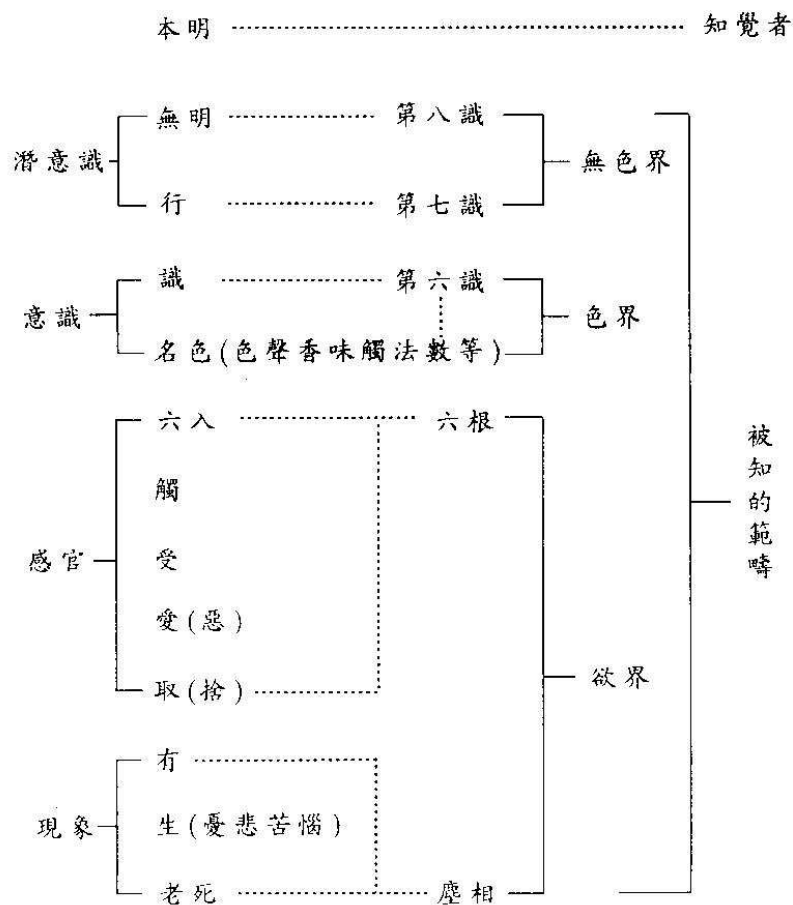 本明 知覺者
無明 第八識
潛意識 無色界
行 第七識
識 第六識
意識 色界
名色(色聲香味觸法數等)
六入 六根
觸
感官 受
愛(惡)
取(捨)
欲界
有
現象 生(憂悲苦惱)
老死 塵相
被知的範疇